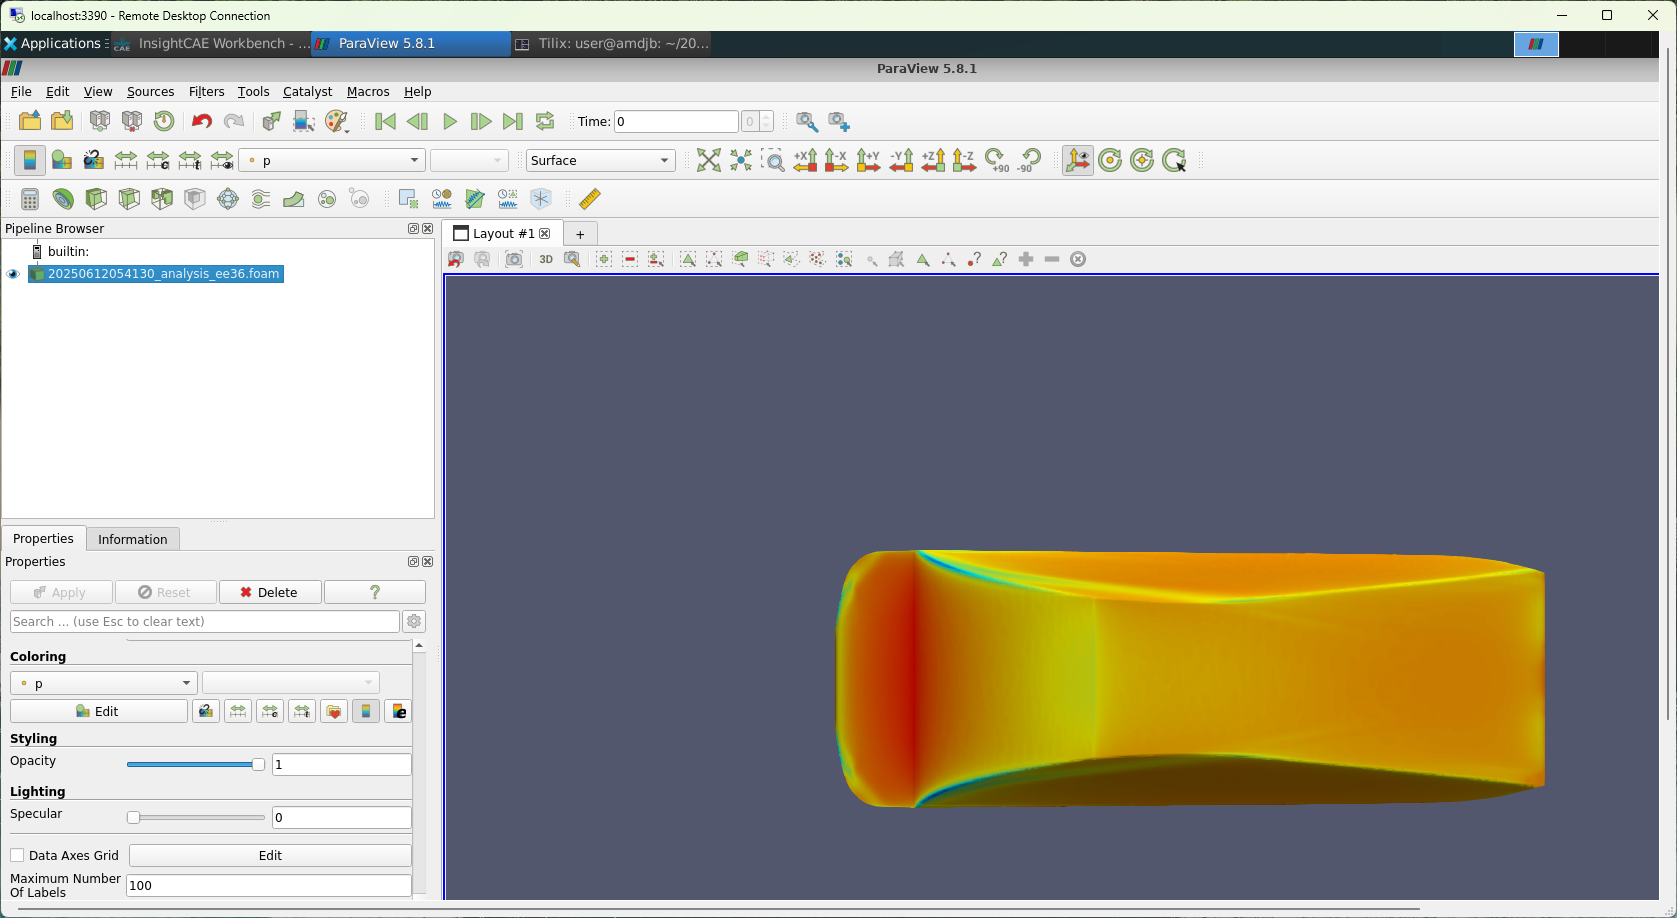 localhost:3390 - Remote Desktop Connection
Applications
InsightCAE Workbench - ...
ParaView 5.8.1
Tilix: user@amdjb: ~/20...
ParaView 5.8.1
File Edit View Sources Filters Tools Catalyst Macros Help
Time: 0 0
p Surface +X -X +Y -Y +Z -Z +90 -90
Pipeline Browser
Layout #1
+
builtin:
3D
20250612054130_analysis_ee36.foam
Properties Information
Properties
Apply Reset Delete ?
Search ... (use Esc to clear text)
Coloring
p
Edit
Styling
Opacity 1
Lighting
Specular 0
Data Axes Grid Edit
Maximum Number
Of Labels 100